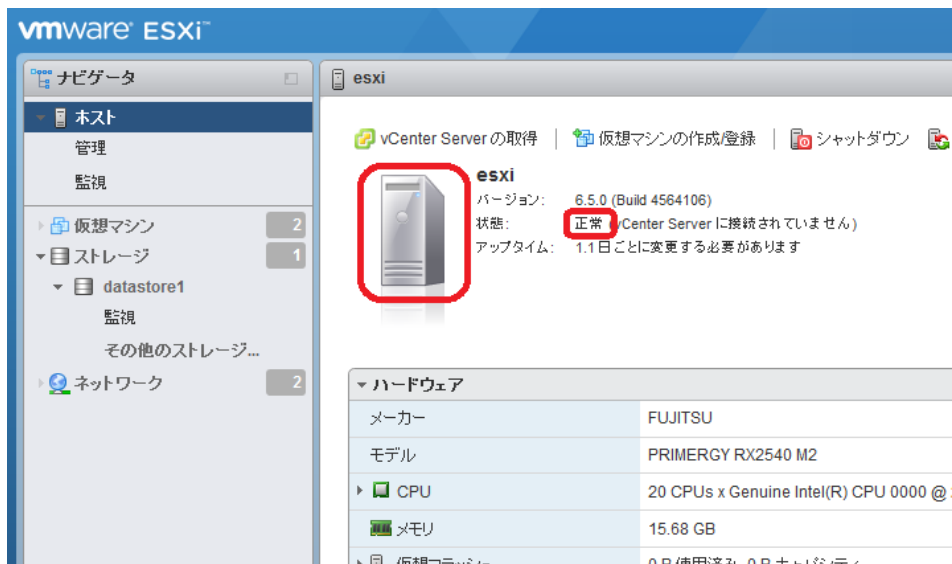 vmware ESXi™
ナビゲータ
esxi
ホスト
管理
監視
仮想マシン 2
ストレージ 1
datastore1
監視
その他のストレージ...
ネットワーク 2
vCenter Server の取得 仮想マシンの作成/登録 シャットダウン
esxi
バージョン: 6.5.0 (Build 4564106)
状態: 正常 (vCenter Server に接続されていません)
アップタイム: 1.1 日ごとに変更する必要があります
ハードウェア
メーカー FUJITSU
モデル PRIMERGY RX2540 M2
CPU 20 CPUs x Genuine Intel(R) CPU 0000 @
メモリ 15.68 GB